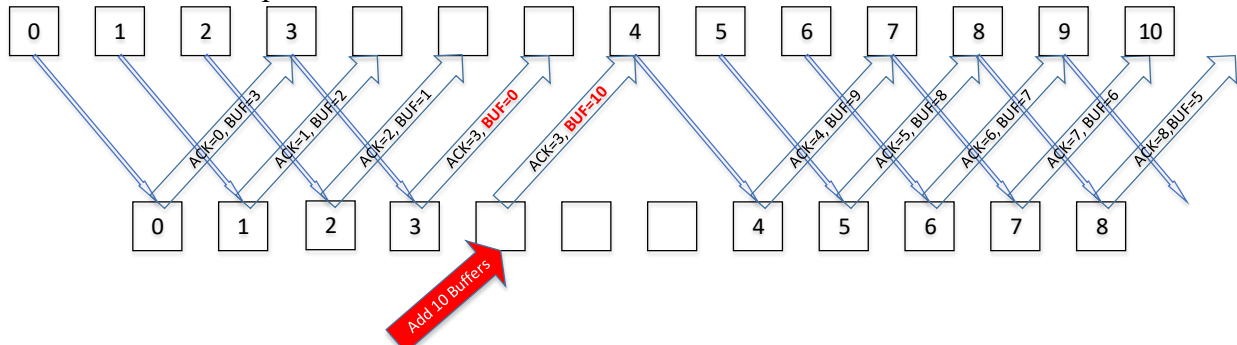 0 1 2 3 4 5 6 7 8 9 10
ACK=0, BUF=3
ACK=1, BUF=2
ACK=2, BUF=1
ACK=3, BUF=0
ACK=3, BUF=10
ACK=4, BUF=9
ACK=5, BUF=8
ACK=6, BUF=7
ACK=7, BUF=6
ACK=8,BUF=5
0 1 2 3 4 5 6 7 8
Add 10 Buffers